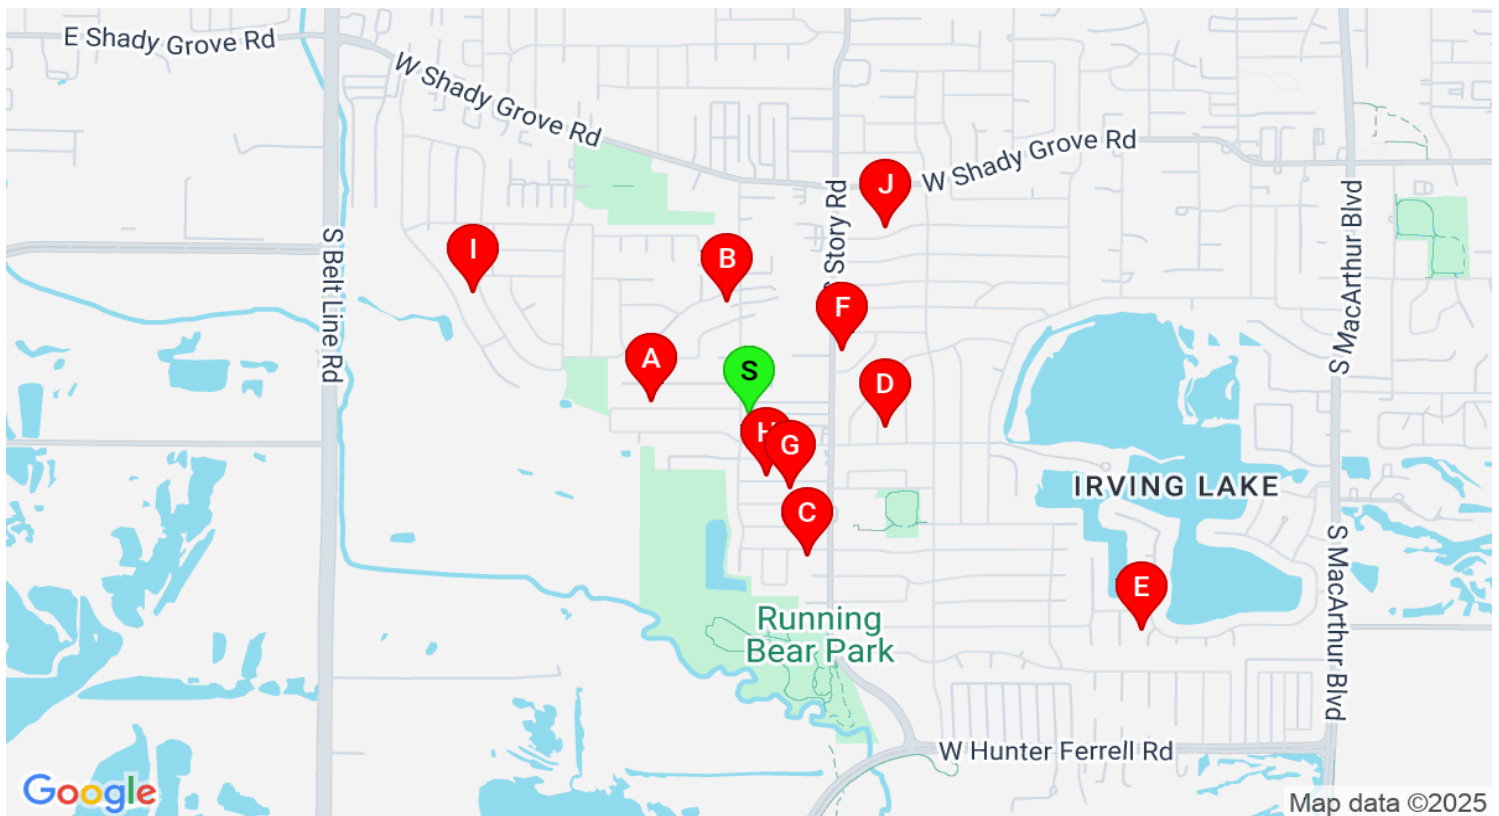 E Shady Grove Rd
W Shady Grove Rd
W Shady Grove Rd
J
S Story Rd
S MacArthur Blvd
S Belt Line Rd
I
B
F
A
S
D
H
G
C
IRVING LAKE
E
S MacArthur Blvd
Running
Bear Park
W Hunter Ferrell Rd
Google
Map data ©2025